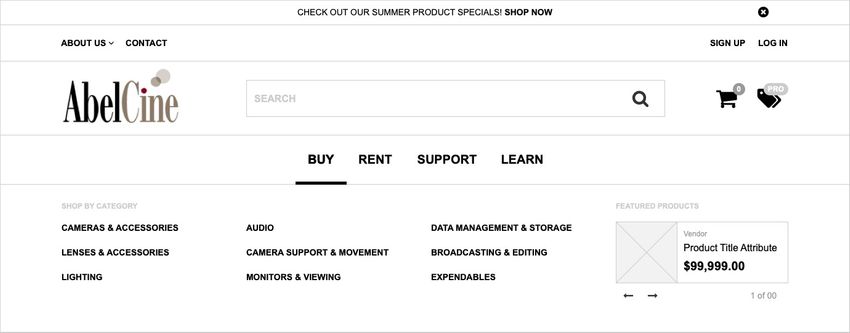 CHECK OUT OUR SUMMER PRODUCT SPECIALS! SHOP NOW
ABOUT US CONTACT SIGN UP LOG IN
AbelCine
SEARCH
0
PRO
BUY RENT SUPPORT LEARN
SHOP BY CATEGORY
CAMERAS & ACCESSORIES
LENSES & ACCESSORIES
LIGHTING
AUDIO
CAMERA SUPPORT & MOVEMENT
MONITORS & VIEWING
DATA MANAGEMENT & STORAGE
BROADCASTING & EDITING
EXPENDABLES
FEATURED PRODUCTS
Vendor
Product Title Attribute
$99,999.00
1 of 00